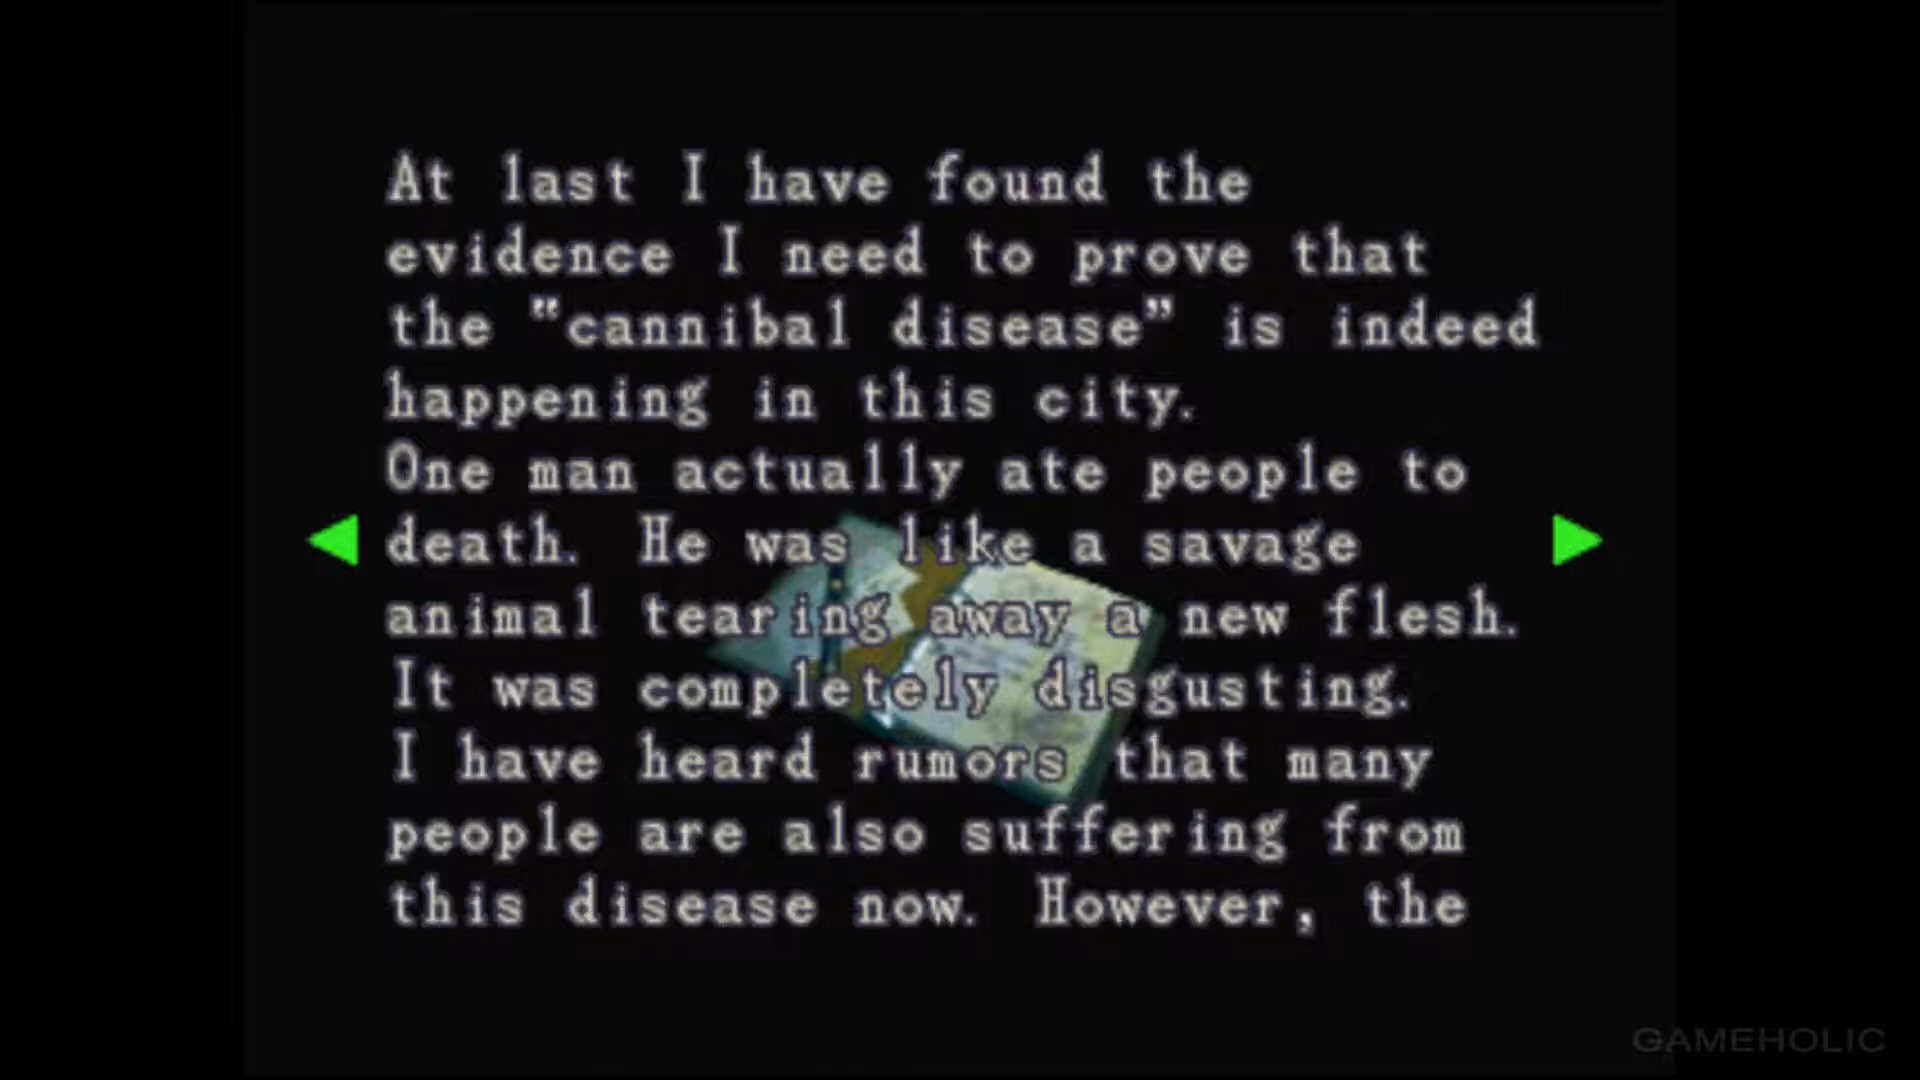 At last I have found the
evidence I need to prove that
the "cannibal disease" is indeed
happening in this city.
One man actually ate people to
death. He was like a savage
animal tearing away a new flesh.
It was completely disgusting.
I have heard rumors that many
people are also suffering from
this disease now. However, the
GAMEHOLIC